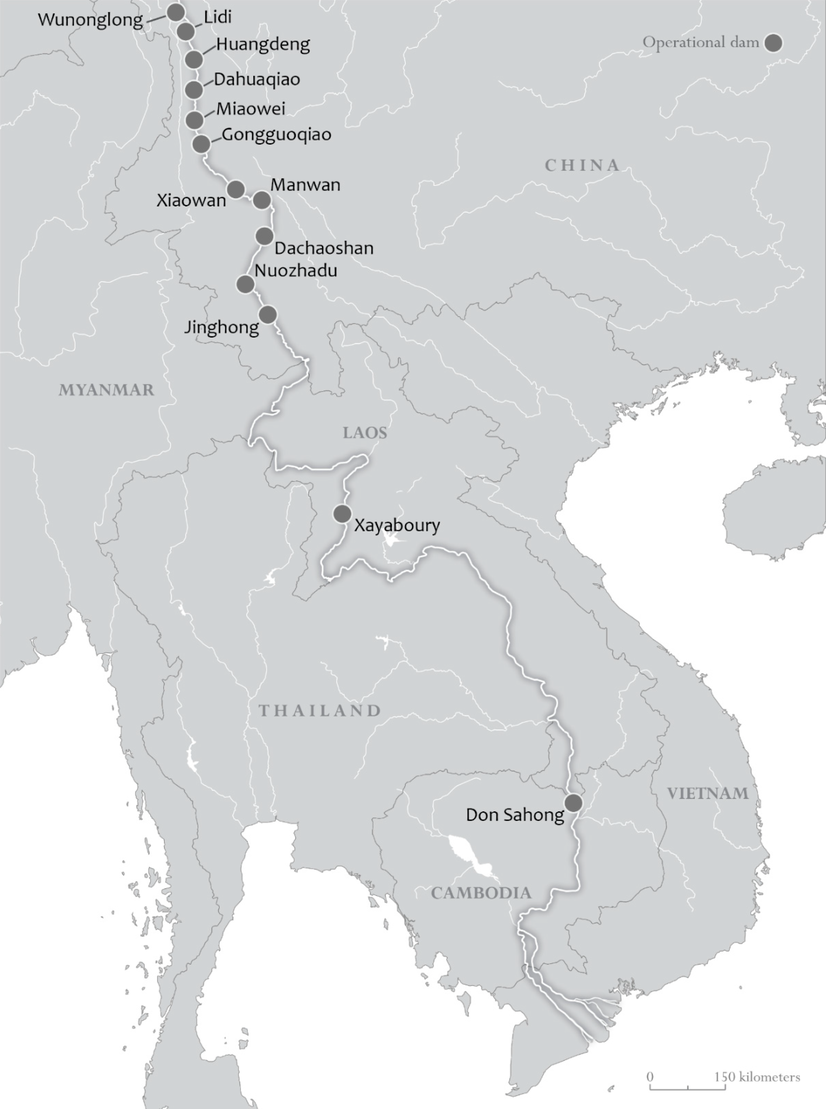 Wunonglong
Lidi
Huangdeng
Operational dam
Dahuaqiao
Miaowei
Gongguoqiao
CHINA
Manwan
Xiaowan
Dachaoshan
Nuozhadu
Jinghong
MYANMAR
LAOS
Xayaboury
THAILAND
VIETNAM
Don Sahong
CAMBODIA
0 150 kilometers